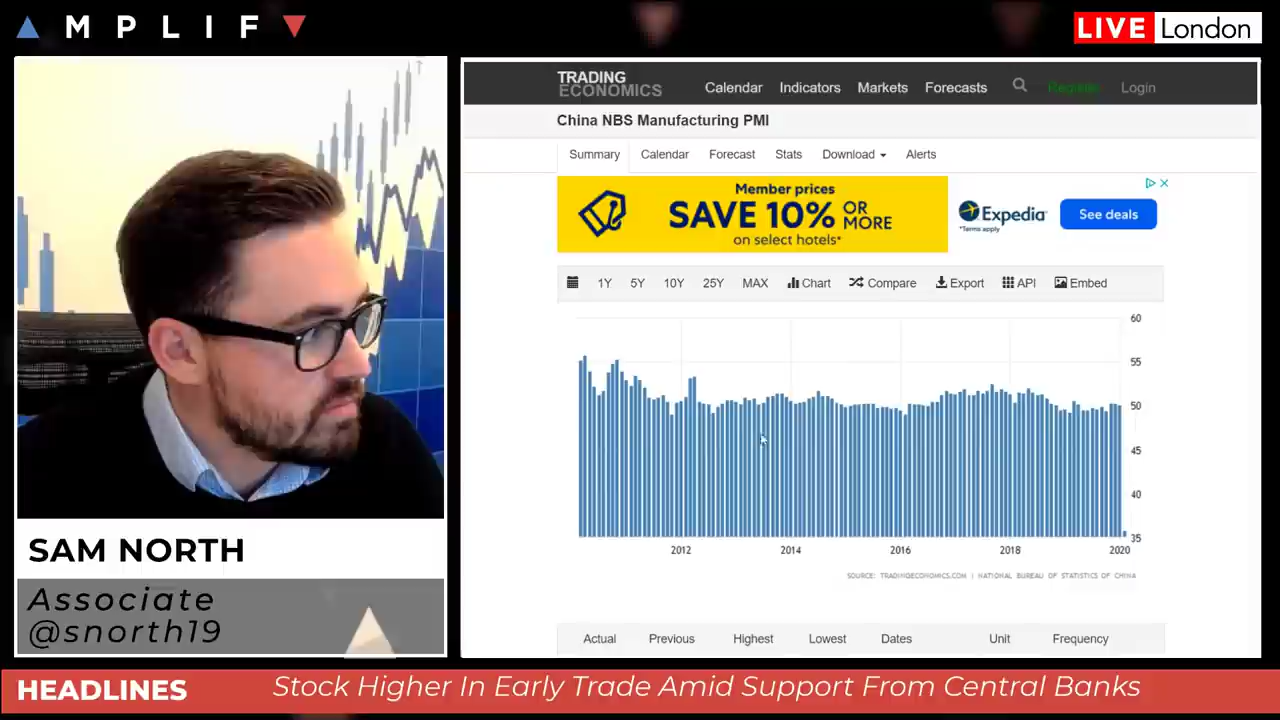 MPLIF
LIVE London
TRADING
ECONOMICS
Calendar Indicators Markets Forecasts Register Login
China NBS Manufacturing PMI
Summary Calendar Forecast Stats Download Alerts
Member prices
SAVE 10% OR MORE
on select hotels*
Expedia
*Terms apply
See deals
1Y 5Y 10Y 25Y MAX Chart Compare Export API Embed
60
55
50
45
40
35
2012 2014 2016 2018 2020
SOURCE: TRADINGECONOMICS.COM | NATIONAL BUREAU OF STATISTICS OF CHINA
Actual Previous Highest Lowest Dates Unit Frequency
SAM NORTH
Associate
@snorth19
HEADLINES
Stock Higher In Early Trade Amid Support From Central Banks